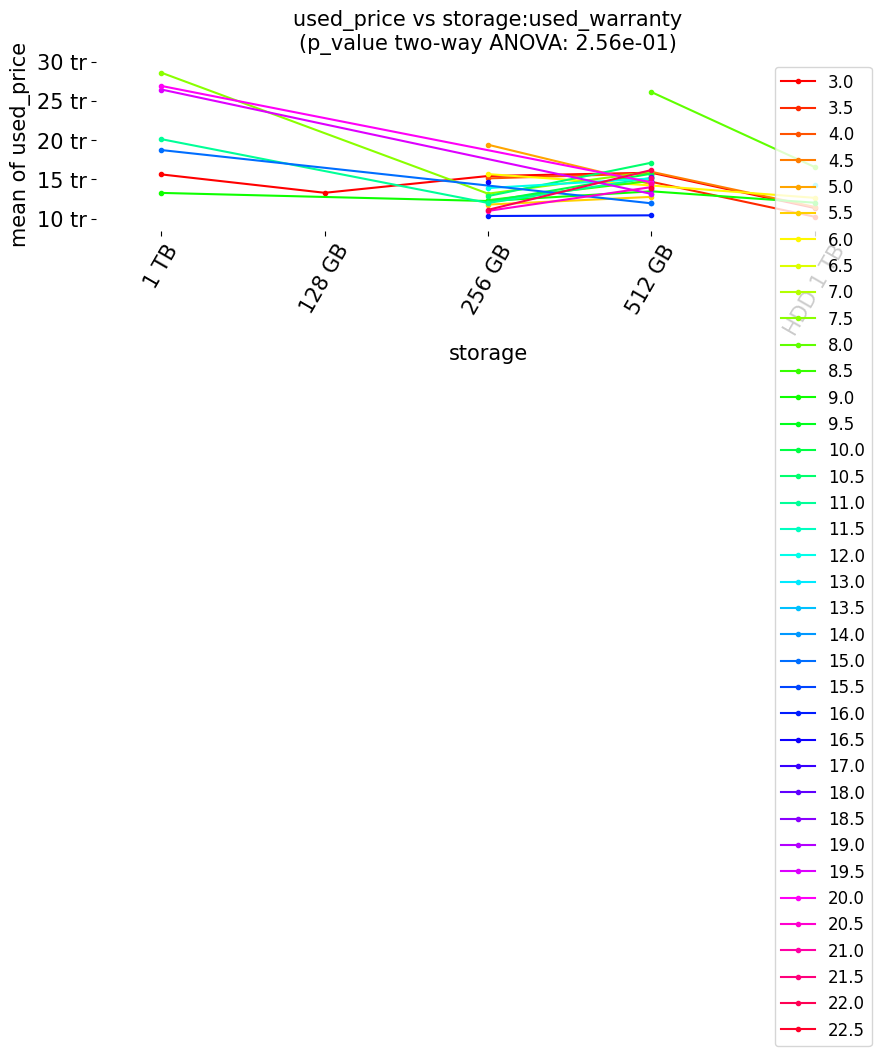 used_price vs storage:used_warranty
(p_value two-way ANOVA: 2.56e-01)
mean of used_price
30 tr
25 tr
20 tr
15 tr
10 tr
1 TB
128 GB
256 GB
512 GB
HDD 1 TB
storage
3.0
3.5
4.0
4.5
5.0
5.5
6.0
6.5
7.0
7.5
8.0
8.5
9.0
9.5
10.0
10.5
11.0
11.5
12.0
13.0
13.5
14.0
15.0
15.5
16.0
16.5
17.0
18.0
18.5
19.0
19.5
20.0
20.5
21.0
21.5
22.0
22.5